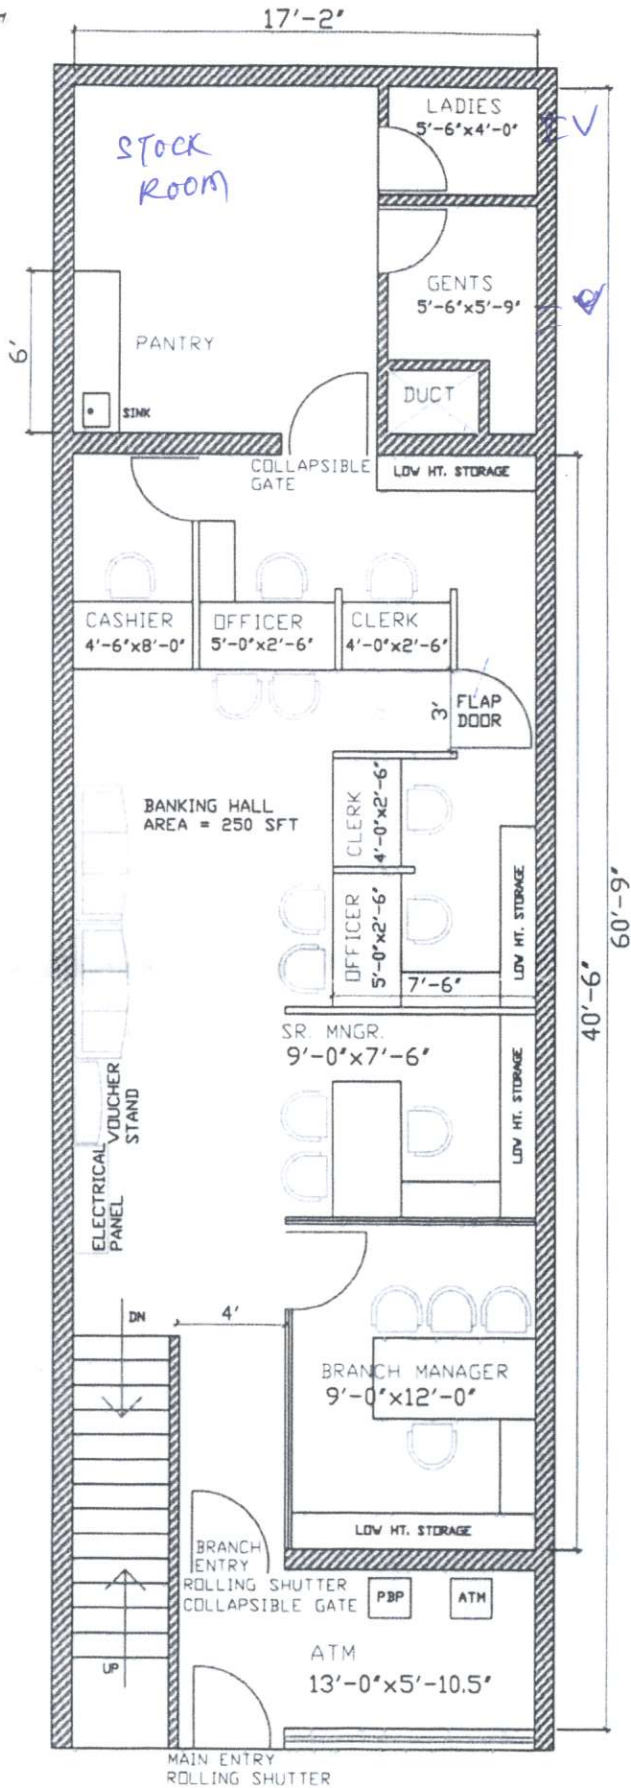 17'-2"
LADIES
5'-6"x4'-0"
STOCK
ROOM
GENTS
5'-6"x5'-9"
6'
PANTRY
SINK
DUCT
COLLAPSIBLE
GATE
LOW HT. STORAGE
CASHIER
4'-6"x8'-0"
OFFICER
5'-0"x2'-6"
CLERK
4'-0"x2'-6"
3'
FLAP
DOOR
BANKING HALL
AREA = 250 SFT
CLERK
4'-0"x2'-6"
OFFICER
5'-0"x2'-6"
LOW HT. STORAGE
7'-6"
60'-9"
40'-6"
SR. MNGR.
9'-0"x7'-6"
LOW HT. STORAGE
VOUCHER
STAND
ELECTRICAL
PANEL
DN
4'
BRANCH MANAGER
9'-0"x12'-0"
LOW HT. STORAGE
BRANCH
ENTRY
ROLLING SHUTTER
COLLAPSIBLE GATE
PBP
ATM
UP
ATM
13'-0"x5'-10.5"
MAIN ENTRY
ROLLING SHUTTER